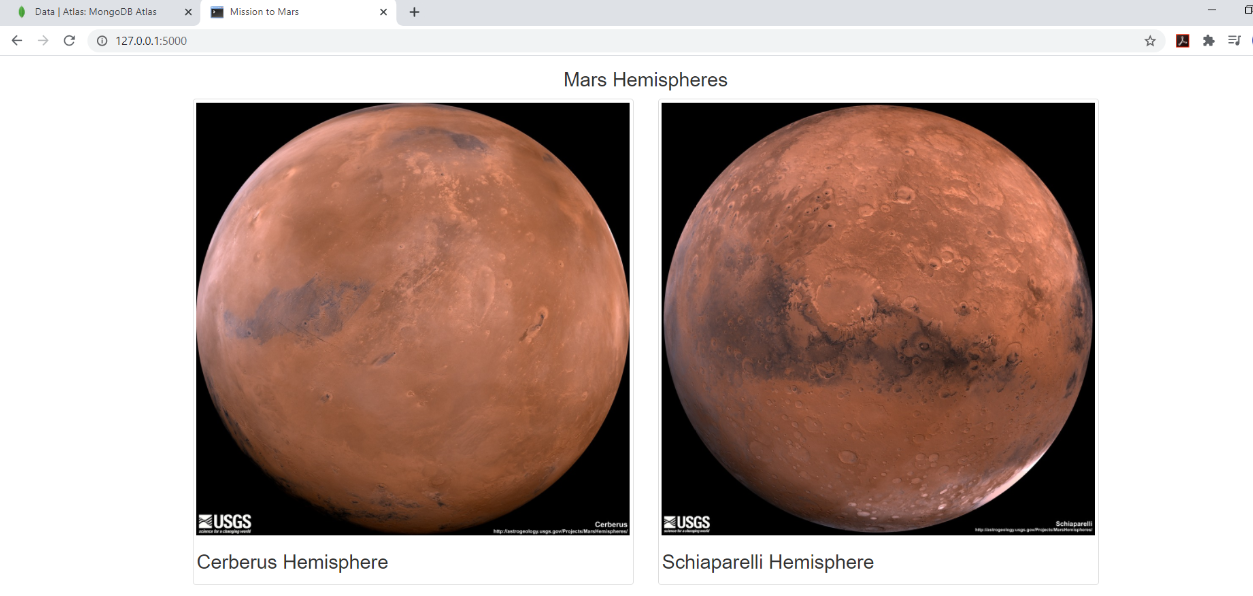 Data | Atlas: MongoDB Atlas
Mission to Mars
127.0.0.1:5000
Mars Hemispheres
USGS
science for a changing world
Cerberus
http://astrogeology.usgs.gov/Projects/MarsHemispheres/
USGS
science for a changing world
Schiaparelli
http://astrogeology.usgs.gov/Projects/MarsHemispheres/
Cerberus Hemisphere
Schiaparelli Hemisphere